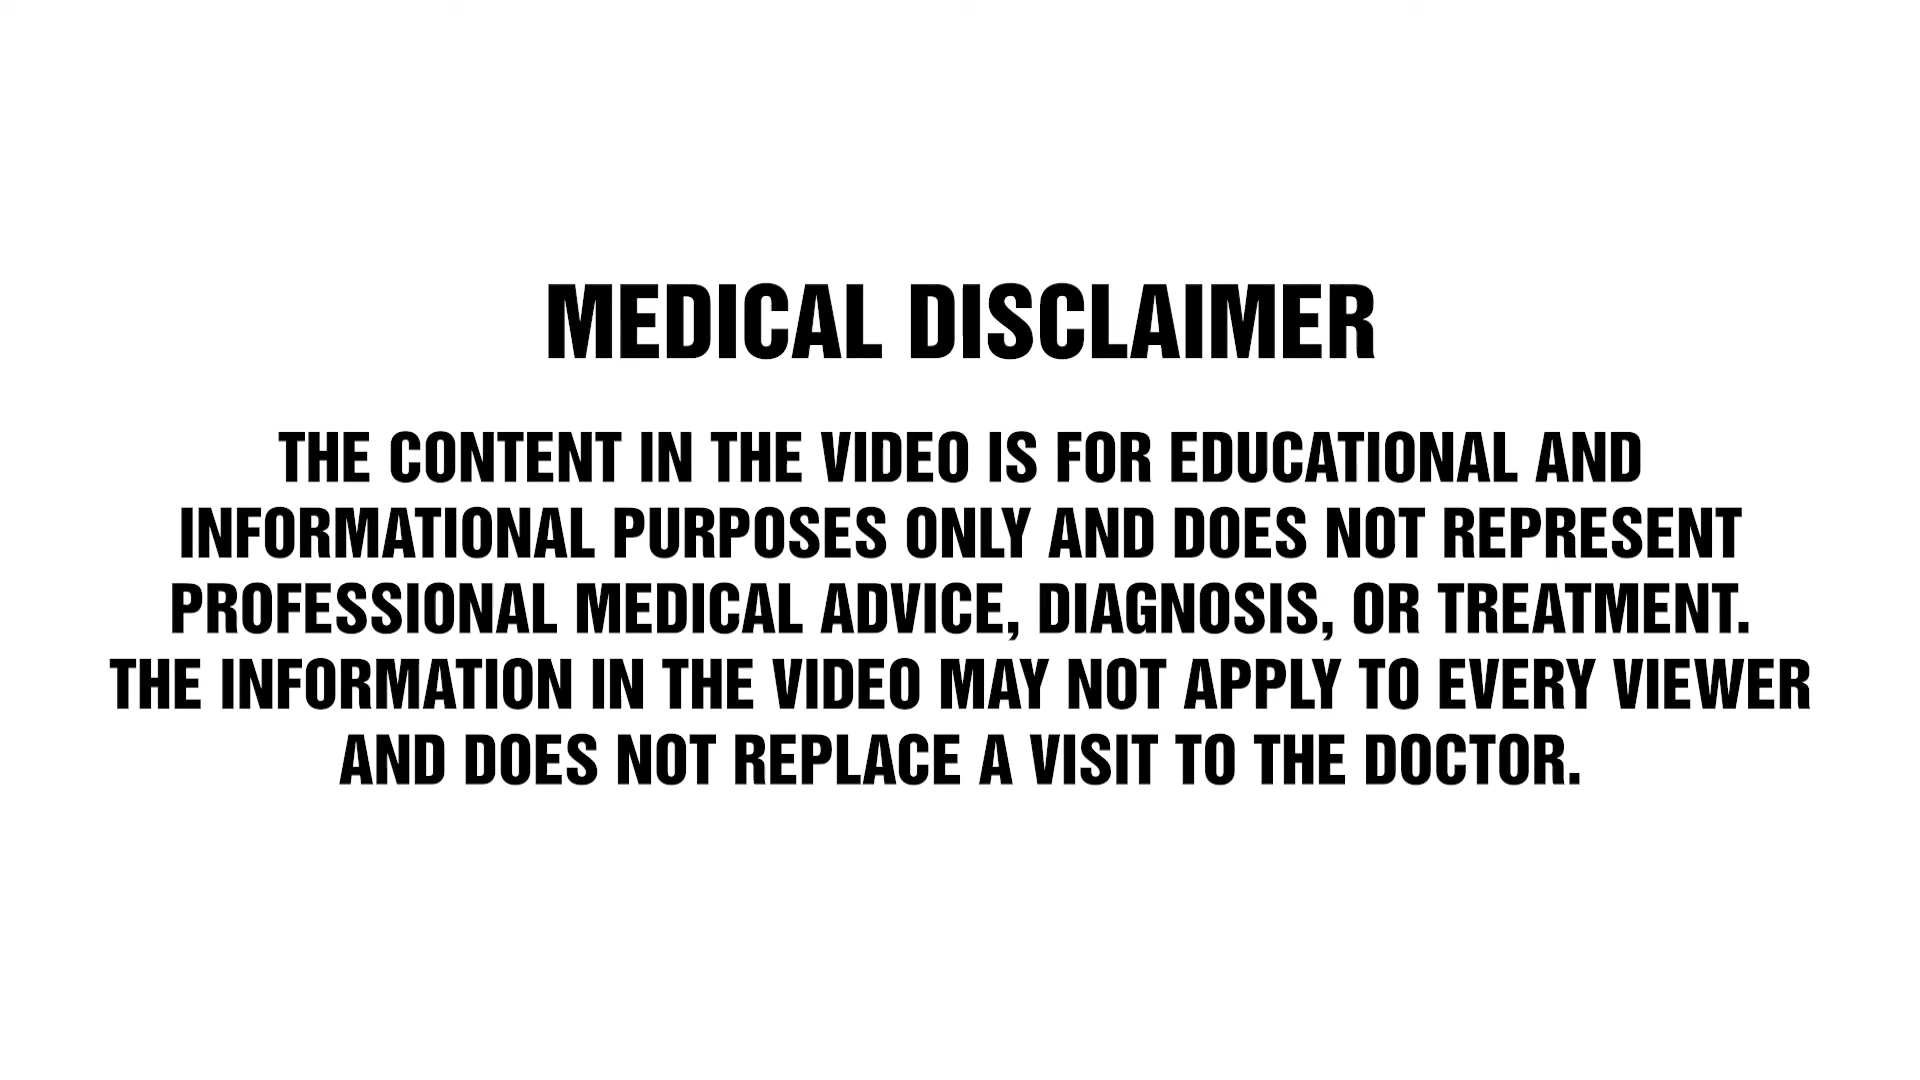 MEDICAL DISCLAIMER
THE CONTENT IN THE VIDEO IS FOR EDUCATIONAL AND
INFORMATIONAL PURPOSES ONLY AND DOES NOT REPRESENT
PROFESSIONAL MEDICAL ADVICE, DIAGNOSIS, OR TREATMENT.
THE INFORMATION IN THE VIDEO MAY NOT APPLY TO EVERY VIEWER
AND DOES NOT REPLACE A VISIT TO THE DOCTOR.